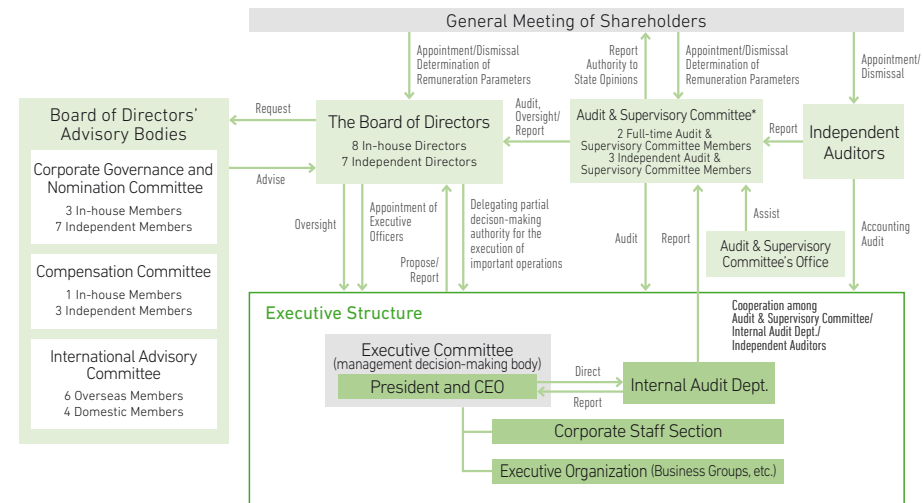 General Meeting of Shareholders
Appointment/Dismissal
Determination of
Remuneration Parameters
Report
Authority to
State Opinions
Appointment/Dismissal
Determination of
Remuneration Parameters
Appointment/
Dismissal
Board of Directors'
Advisory Bodies
Corporate Governance and
Nomination Committee
3 In-house Members
7 Independent Members
Compensation Committee
1 In-house Members
3 Independent Members
International Advisory
Committee
6 Overseas Members
4 Domestic Members
Request
Advise
The Board of Directors
8 In-house Directors
7 Independent Directors
Audit,
Oversight/
Report
Audit & Supervisory Committee*
2 Full-time Audit &
Supervisory Committee Members
3 Independent Audit &
Supervisory Committee Members
Report
Independent
Auditors
Oversight
Appointment of
Executive
Officers
Propose/
Report
Delegating partial
decison-making
authority for the
execution of
important operations
Audit
Report
Assist
Audit & Supervisory
Committee's Office
Accounting
Audit
Executive Structure
Cooperation among
Audit & Supervisory Committee/
Internal Audit Dept./
Independent Auditors
Executive Committee
(management decision-making body)
President and CEO
Direct
Report
Internal Audit Dept.
Corporate Staff Section
Executive Organization (Business Groups, etc.)